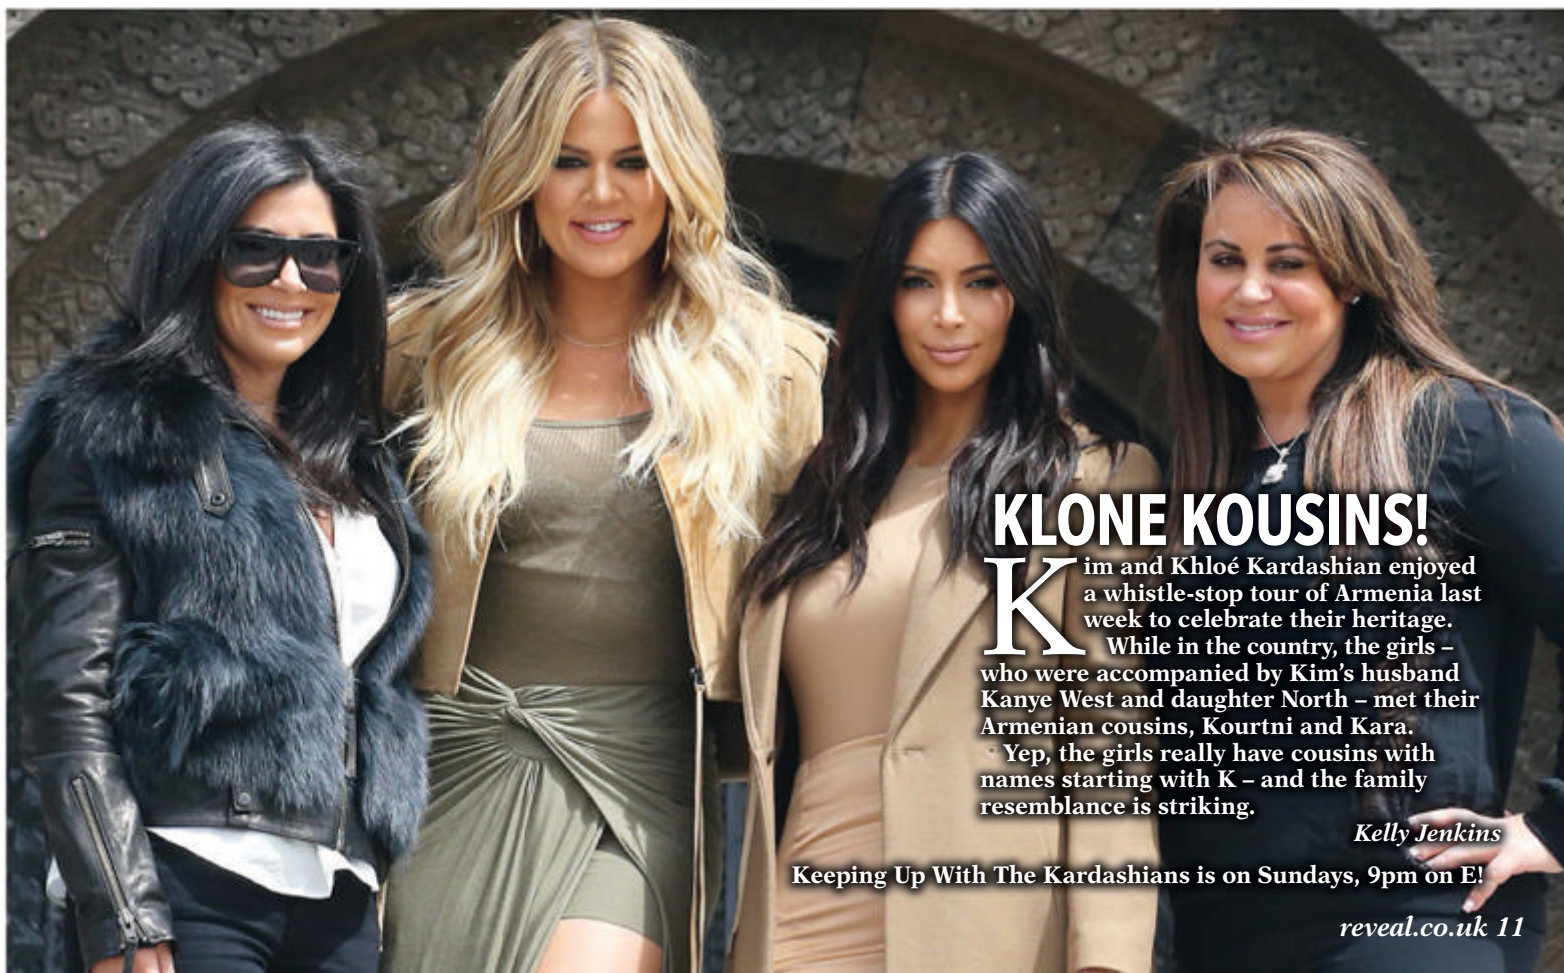 KLONE KOUSINS!
Kim and Khloé Kardashian enjoyed
a whistle-stop tour of Armenia last
week to celebrate their heritage.
While in the country, the girls –
who were accompanied by Kim's husband
Kanye West and daughter North – met their
Armenian cousins, Kourtni and Kara.
Yep, the girls really have cousins with
names starting with K – and the family
resemblance is striking.
Kelly Jenkins
Keeping Up With The Kardashians is on Sundays, 9pm on E!
reveal.co.uk 11